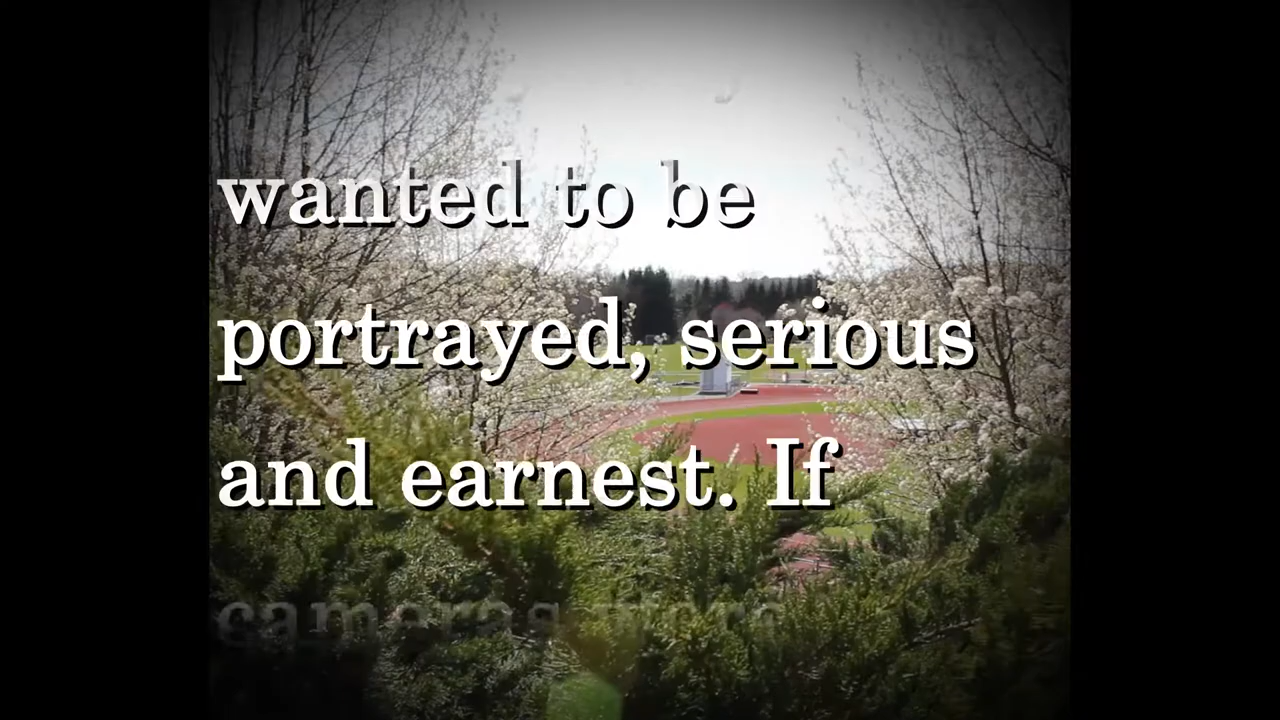 wanted to be
portrayed, serious
and earnest. If
cameras were